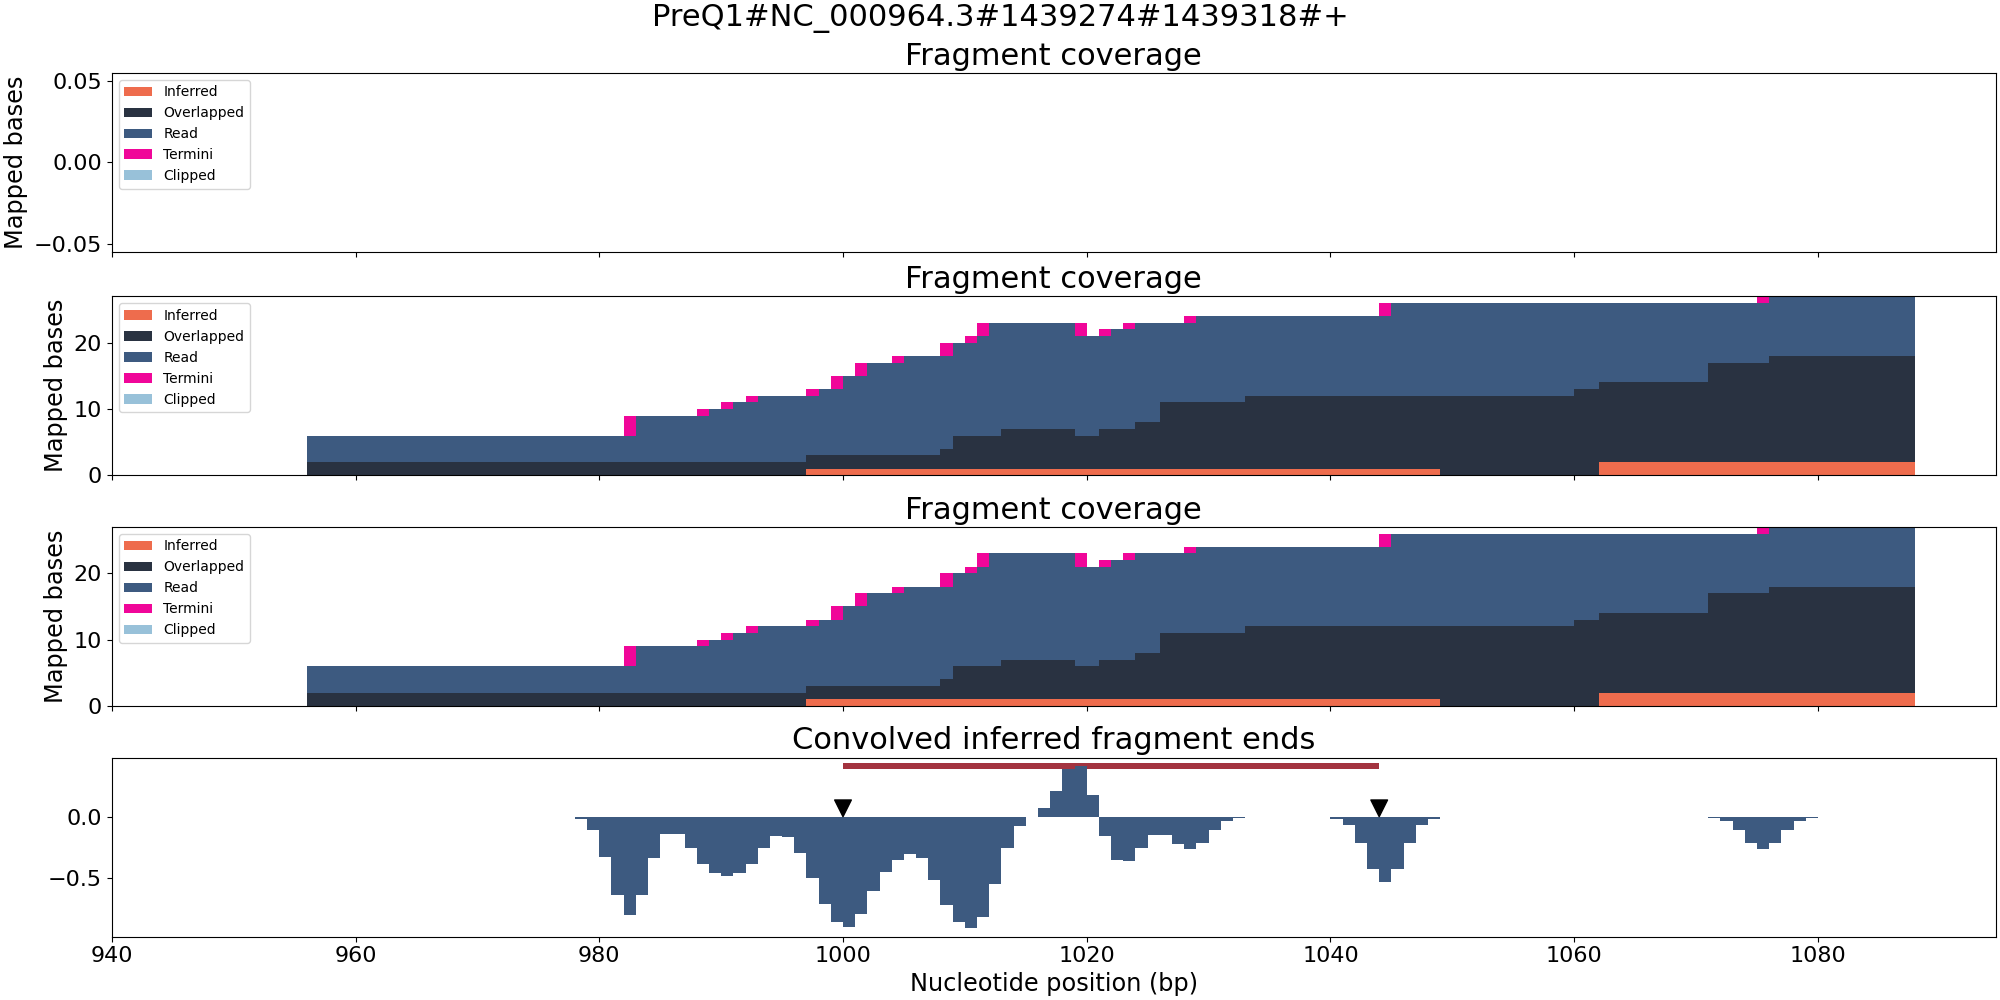 PreQ1#NC_000964.3#1439274#1439318#+
Fragment coverage
Mapped bases
0.05
0.00
−0.05
Inferred
Overlapped
Read
Termini
Clipped
Fragment coverage
Mapped bases
20
10
0
Inferred
Overlapped
Read
Termini
Clipped
Fragment coverage
Mapped bases
20
10
0
Inferred
Overlapped
Read
Termini
Clipped
Convolved inferred fragment ends
0.0
−0.5
940 960 980 1000 1020 1040 1060 1080
Nucleotide position (bp)